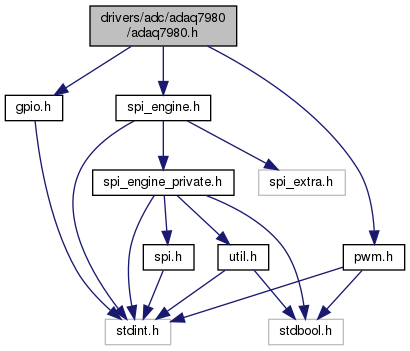 drivers/adc/adaq7980
/adaq7980.h
gpio.h
spi_engine.h
spi_engine_private.h
spi_extra.h
spi.h
util.h
pwm.h
stdint.h
stdbool.h